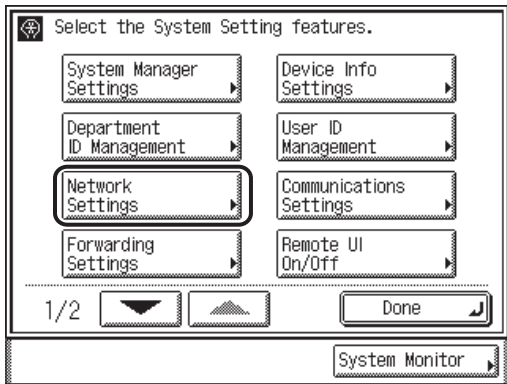 Select the System Setting features.
System Manager
Settings
Device Info
Settings
Department
ID Management
User ID
Management
Network
Settings
Communications
Settings
Forwarding
Settings
Remote UI
On/Off
1/2
Done
System Monitor